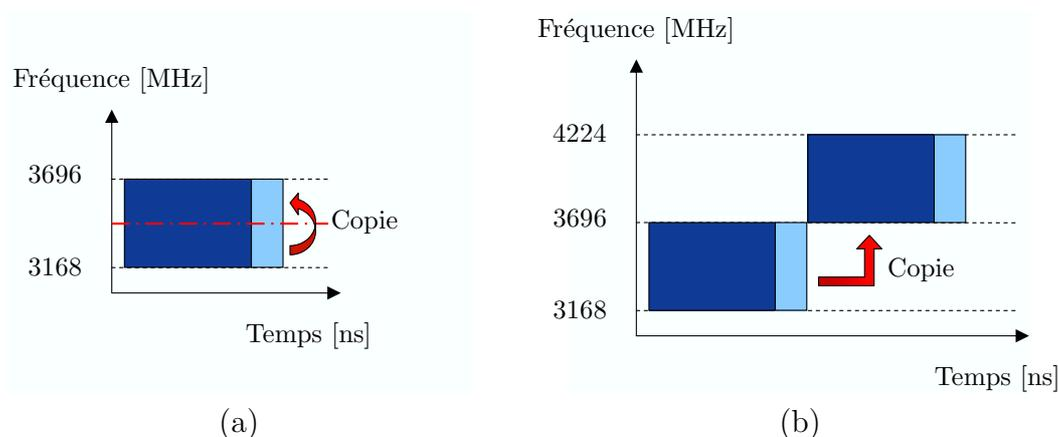 Fréquence [MHz]
3696
3168
Copie
Temps [ns]
(a)
Fréquence [MHz]
4224
3696
3168
Copie
Temps [ns]
(b)